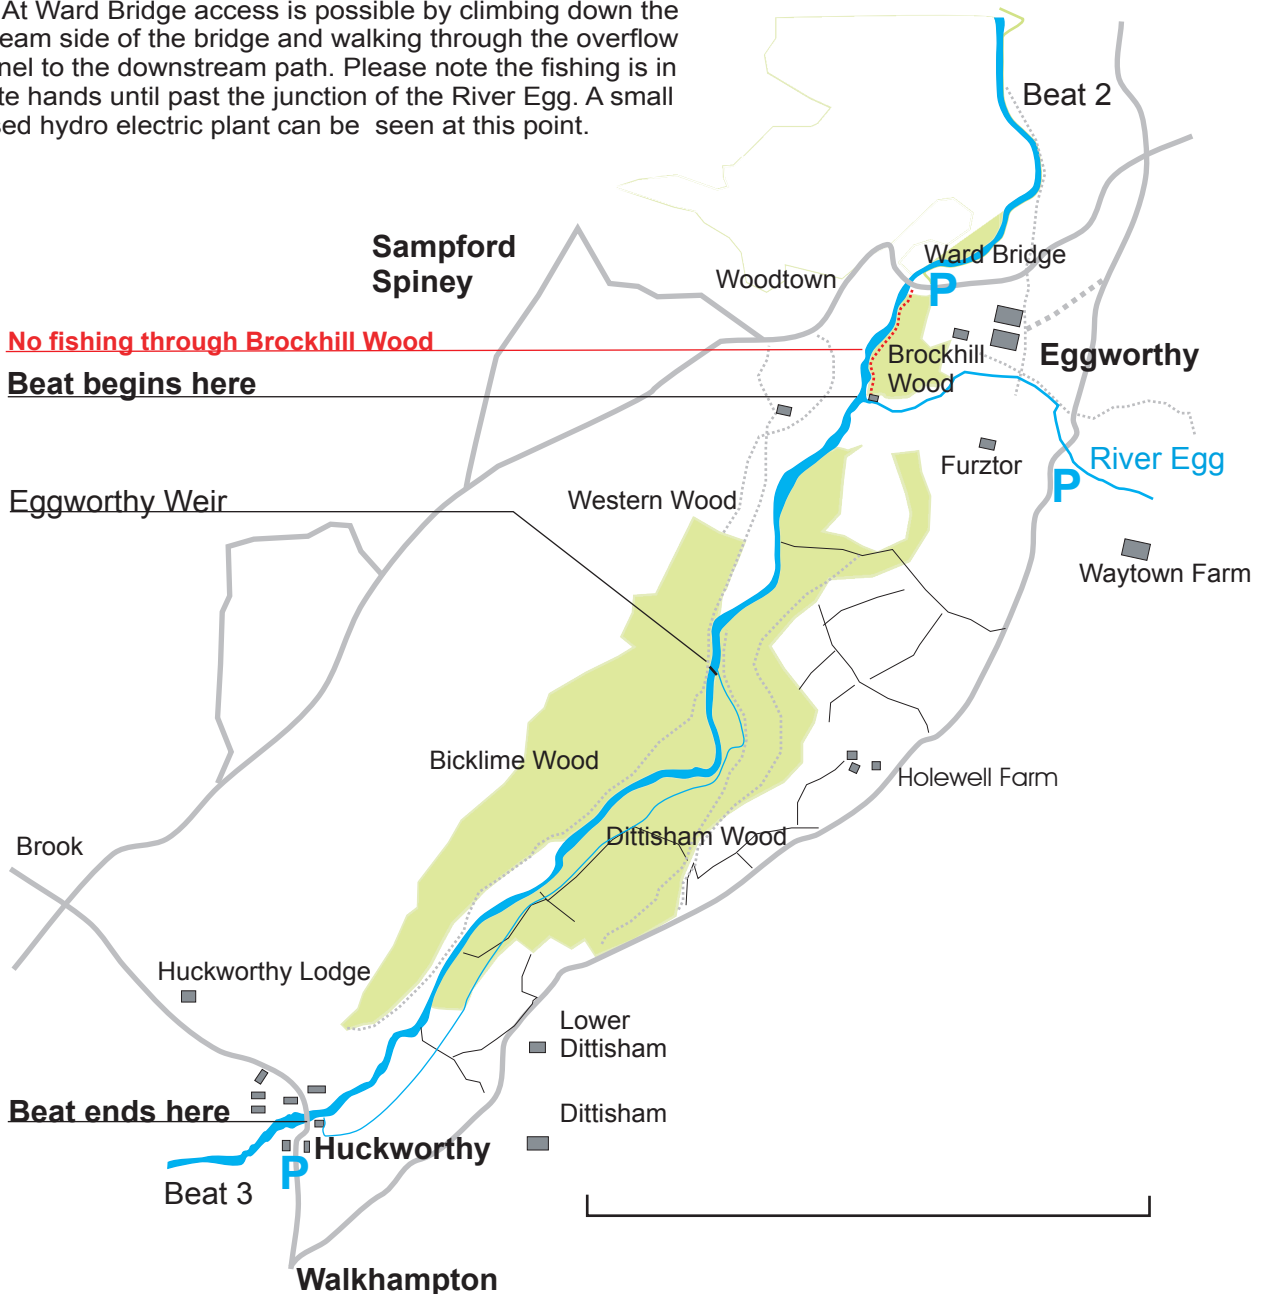 At Ward Bridge access is possible by climbing down the
eam side of the bridge and walking through the overflow
nel to the downstream path. Please note the fishing is in
te hands until past the junction of the River Egg. A small
sed hydro electric plant can be seen at this point.
Beat 2
Sampford
Spiney
Ward Bridge
Woodtown
P
No fishing through Brockhill Wood
Brockhill
Wood
Eggworthy
Beat begins here
River Egg
Furztor
P
Eggworthy Weir
Western Wood
Waytown Farm
Bicklime Wood
Holewell Farm
Dittisham Wood
Brook
Huckworthy Lodge
Lower
Dittisham
Beat ends here
Dittisham
Huckworthy
P
Beat 3
Walkhampton